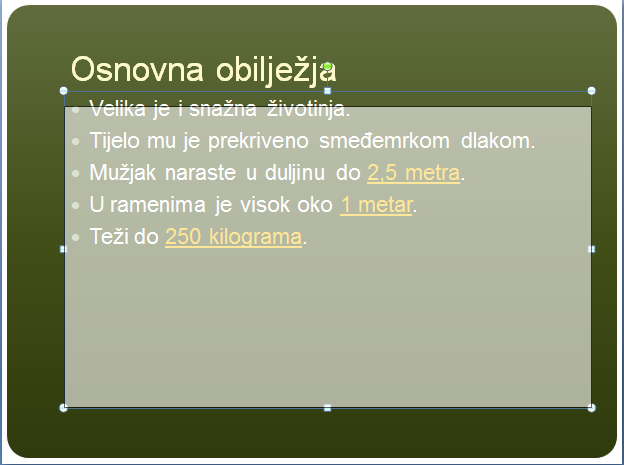 Osnovna obilježja
• Velika je i snažna životinja.
• Tijelo mu je prekriveno smeđemrkom dlakom.
• Mužjak naraste u duljinu do 2,5 metra.
• U ramenima je visok oko 1 metar.
• Teži do 250 kilograma.